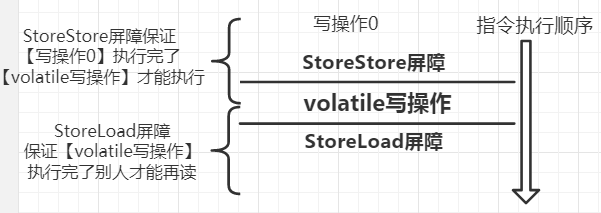 StoreStore屏障保证
【写操作0】执行完了
【volatile写操作】才能执行
StoreLoad屏障
保证【volatile写操作】
执行完了别人才能再读
写操作0
StoreStore屏障
volatile写操作
StoreLoad屏障
指令执行顺序